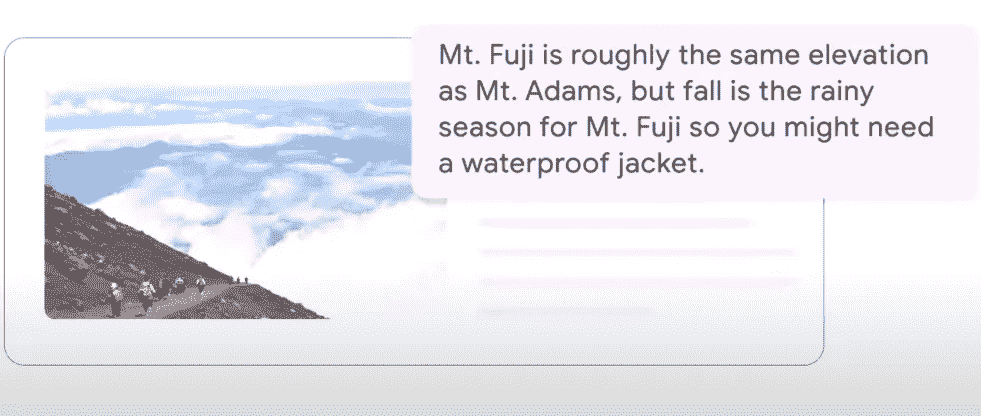 Mt. Fuji is roughly the same elevation
as Mt. Adams, but fall is the rainy
season for Mt. Fuji so you might need
a waterproof jacket.